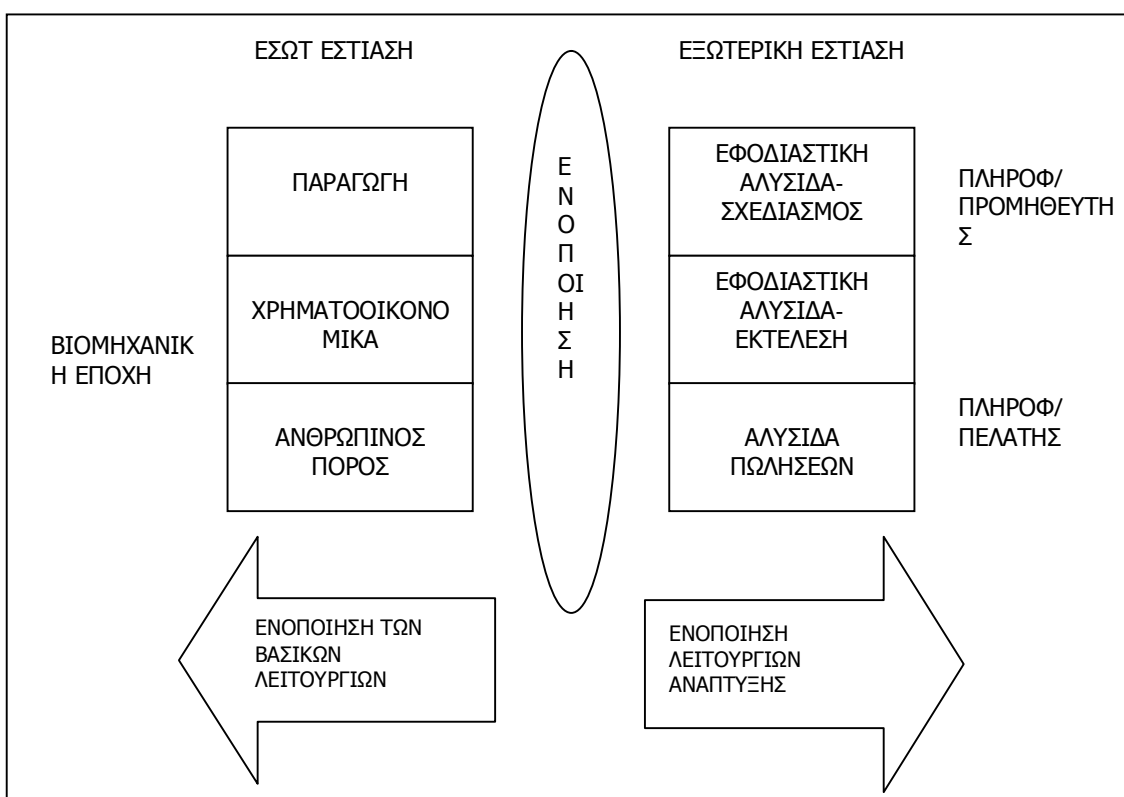 ΕΣΩΤ ΕΣΤΙΑΣΗ
ΕΞΩΤΕΡΙΚΗ ΕΣΤΙΑΣΗ
ΒΙΟΜΗΧΑΝΙΚ
Η ΕΠΟΧΗ
ΠΑΡΑΓΩΓΗ
ΧΡΗΜΑΤΟΟΙΚΟΝΟ
ΜΙΚΑ
ΑΝΘΡΩΠΙΝΟΣ
ΠΟΡΟΣ
Ε
Ν
Ο
Π
ΟΙ
Η
Σ
Η
ΕΦΟΔΙΑΣΤΙΚΗ
ΑΛΥΣΙΔΑ-
ΣΧΕΔΙΑΣΜΟΣ
ΕΦΟΔΙΑΣΤΙΚΗ
ΑΛΥΣΙΔΑ-
ΕΚΤΕΛΕΣΗ
ΑΛΥΣΙΔΑ
ΠΩΛΗΣΕΩΝ
ΠΛΗΡΟΦ/
ΠΡΟΜΗΘΕΥΤΗ
Σ
ΠΛΗΡΟΦ/
ΠΕΛΑΤΗΣ
ΕΝΟΠΟΙΗΣΗ ΤΩΝ
ΒΑΣΙΚΩΝ
ΛΕΙΤΟΥΡΓΙΩΝ
ΕΝΟΠΟΙΗΣΗ
ΛΕΙΤΟΥΡΓΙΩΝ
ΑΝΑΠΤΥΞΗΣ